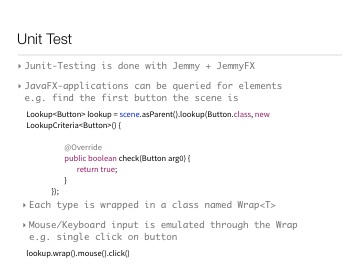 Unit Test
‣ Junit-Testing is done with Jemmy + JemmyFX
‣ JavaFX-applications can be queried for elements
e.g. find the first button the scene is
Lookup<Button> lookup = scene.asParent().lookup(Button.class, new
LookupCriteria<Button>() {
@Override
public boolean check(Button arg0) {
return true;
}
});
‣ Each type is wrapped in a class named Wrap<T>
‣ Mouse/Keyboard input is emulated through the Wrap
e.g. single click on button
lookup.wrap().mouse().click()